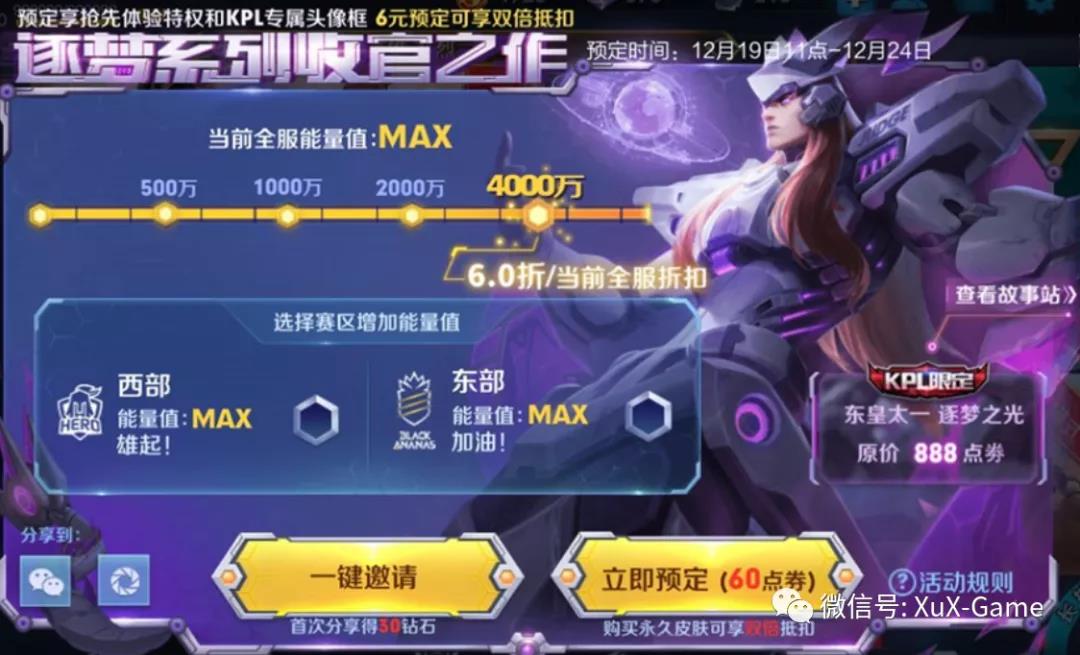 预定享抢先体验特权和KPL专属头像框 6元预定可享双倍抵扣
逐梦系列收官之作
预定时间：12月19日11点-12月24日
当前全服能量值:MAX
500万 1000万 2000万 4000万
6.0折/当前全服折扣
JUDGE
查看故事站》
选择赛区增加能量值
HERO
西部
能量值:MAX
雄起!
BLACK
ANANAS
东部
能量值:MAX
加油!
KPL限定
东皇太一 逐梦之光
原价 888点券
分享到:
一键邀请
首次分享得30钻石
立即预定 (60点券)
购买永久皮肤可享双倍抵扣
?活动规则
微信号: XuX-Game